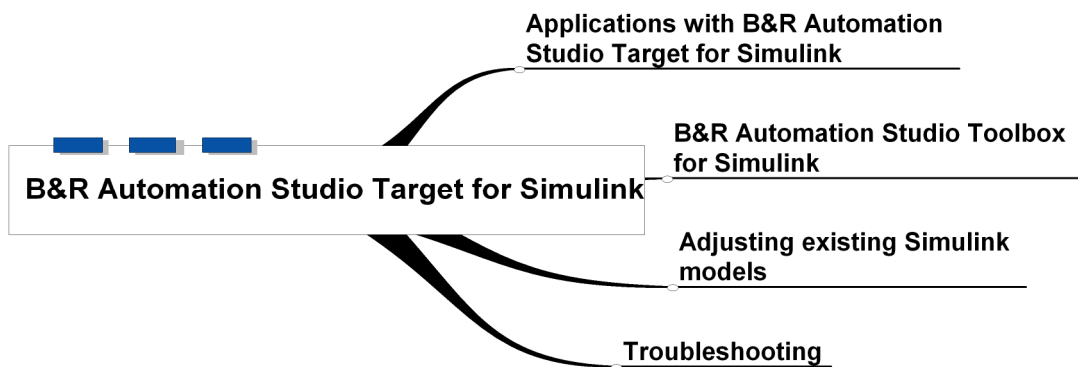 Applications with B&R Automation
Studio Target for Simulink
B&R Automation Studio Toolbox
for Simulink
B&R Automation Studio Target for Simulink
Adjusting existing Simulink
models
Troubleshooting